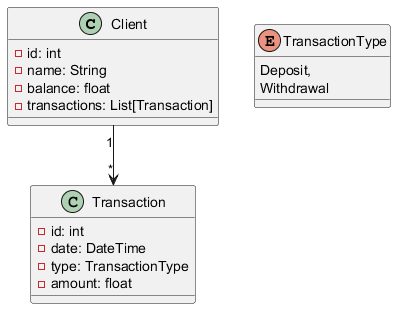 C Client
id: int
name: String
balance: float
transactions: List[Transaction]
E TransactionType
Deposit,
Withdrawal
1
*
C Transaction
id: int
date: DateTime
type: TransactionType
amount: float